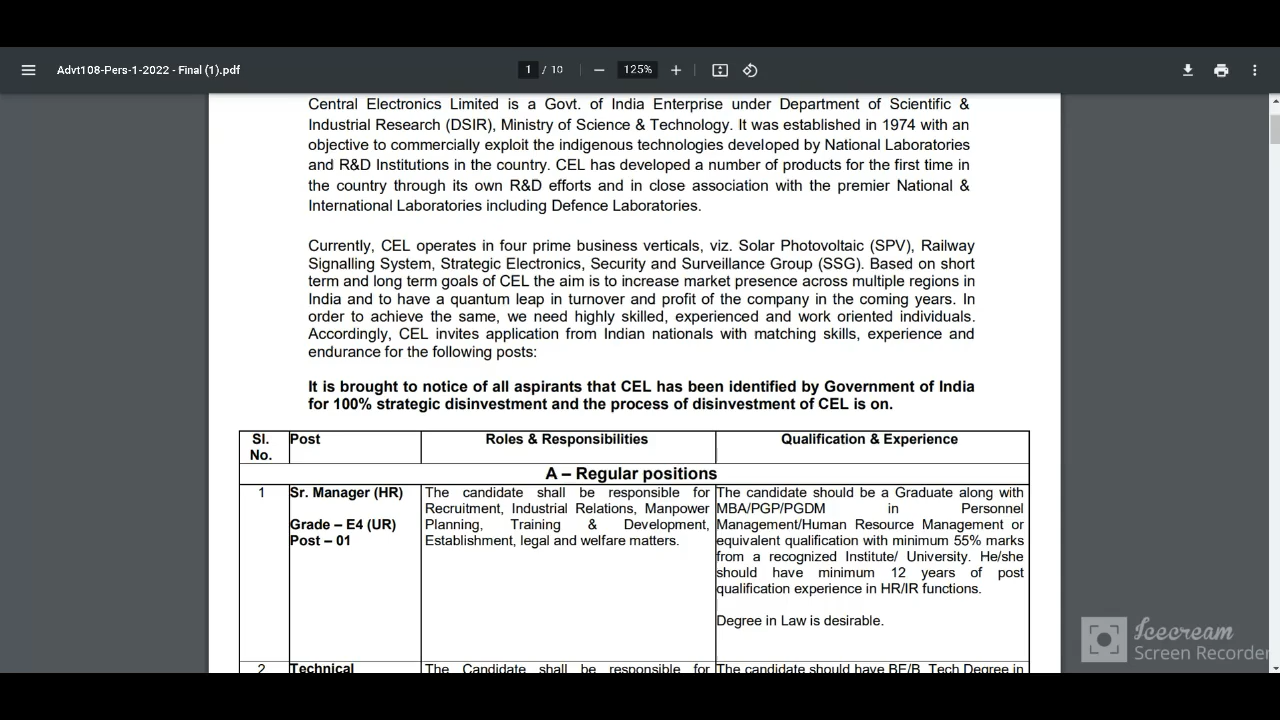 Advt108-Pers-1-2022 - Final (1).pdf
1 / 10
125%
Central Electronics Limited is a Govt. of India Enterprise under Department of Scientific &
Industrial Research (DSIR), Ministry of Science & Technology. It was established in 1974 with an
objective to commercially exploit the indigenous technologies developed by National Laboratories
and R&D Institutions in the country. CEL has developed a number of products for the first time in
the country through its own R&D efforts and in close association with the premier National &
International Laboratories including Defence Laboratories.
Currently, CEL operates in four prime business verticals, viz. Solar Photovoltaic (SPV), Railway
Signalling System, Strategic Electronics, Security and Surveillance Group (SSG). Based on short
term and long term goals of CEL the aim is to increase market presence across multiple regions in
India and to have a quantum leap in turnover and profit of the company in the coming years. In
order to achieve the same, we need highly skilled, experienced and work oriented individuals.
Accordingly, CEL invites application from Indian nationals with matching skills, experience and
endurance for the following posts:
It is brought to notice of all aspirants that CEL has been identified by Government of India
for 100% strategic disinvestment and the process of disinvestment of CEL is on.
Sl.
No.
Post
Roles & Responsibilities
Qualification & Experience
A – Regular positions
1
Sr. Manager (HR)
Grade – E4 (UR)
Post – 01
The candidate shall be responsible for
Recruitment, Industrial Relations, Manpower
Planning, Training & Development,
Establishment, legal and welfare matters.
The candidate should be a Graduate along with
MBA/PGP/PGDM in Personnel
Management/Human Resource Management or
equivalent qualification with minimum 55% marks
from a recognized Institute/ University. He/she
should have minimum 12 years of post
qualification experience in HR/IR functions.
Degree in Law is desirable.
2
Technical
The Candidate shall be responsible for
The candidate should have BE/B. Tech Degree in
Icecream
Screen Recorder